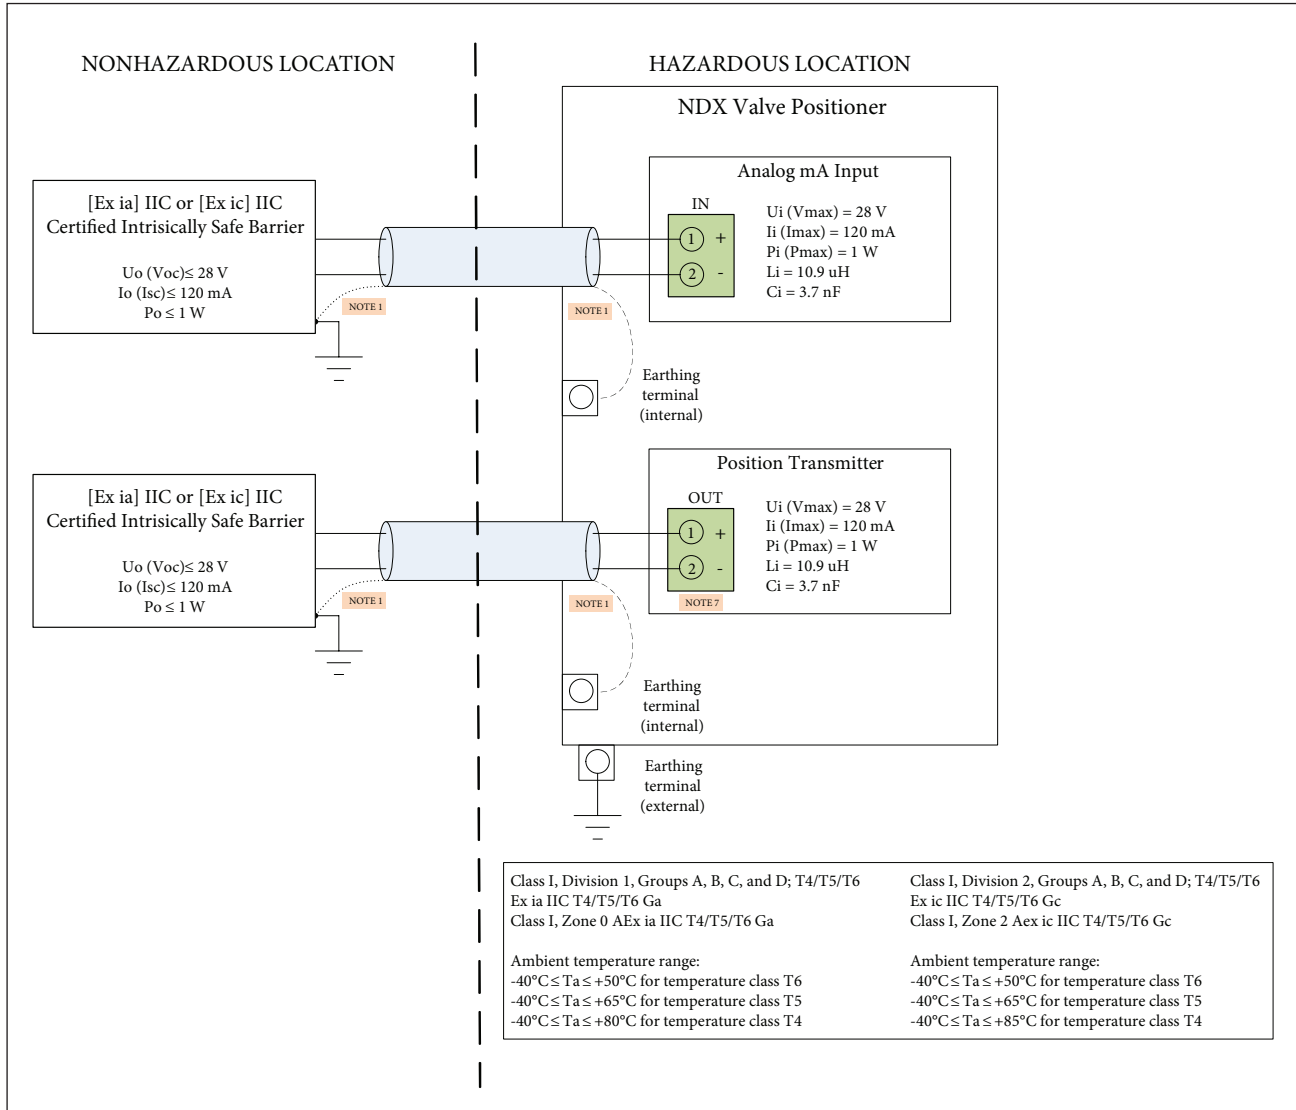 NONHAZARDOUS LOCATION
HAZARDOUS LOCATION
NDX Valve Positioner
[Ex ia] IIC or [Ex ic] IIC
Certified Intrisically Safe Barrier
Uo (Voc)≤ 28 V
Io (Isc)≤ 120 mA
Po ≤ 1 W
NOTE 1
NOTE 1
Analog mA Input
IN
1 +
2 -
Ui (Vmax) = 28 V
Ii (Imax) = 120 mA
Pi (Pmax) = 1 W
Li = 10.9 uH
Ci = 3.7 nF
Earthing
terminal
(internal)
[Ex ia] IIC or [Ex ic] IIC
Certified Intrisically Safe Barrier
Uo (Voc)≤ 28 V
Io (Isc)≤ 120 mA
Po ≤ 1 W
NOTE 1
NOTE 1
Position Transmitter
OUT
1 +
2 -
NOTE 7
Ui (Vmax) = 28 V
Ii (Imax) = 120 mA
Pi (Pmax) = 1 W
Li = 10.9 uH
Ci = 3.7 nF
Earthing
terminal
(internal)
Earthing
terminal
(external)
Class I, Division 1, Groups A, B, C, and D; T4/T5/T6
Ex ia IIC T4/T5/T6 Ga
Class I, Zone 0 AEx ia IIC T4/T5/T6 Ga
Ambient temperature range:
-40°C ≤ Ta ≤ +50°C for temperature class T6
-40°C ≤ Ta ≤ +65°C for temperature class T5
-40°C ≤ Ta ≤ +80°C for temperature class T4
Class I, Division 2, Groups A, B, C, and D; T4/T5/T6
Ex ic IIC T4/T5/T6 Gc
Class I, Zone 2 Aex ic IIC T4/T5/T6 Gc
Ambient temperature range:
-40°C ≤ Ta ≤ +50°C for temperature class T6
-40°C ≤ Ta ≤ +65°C for temperature class T5
-40°C ≤ Ta ≤ +85°C for temperature class T4